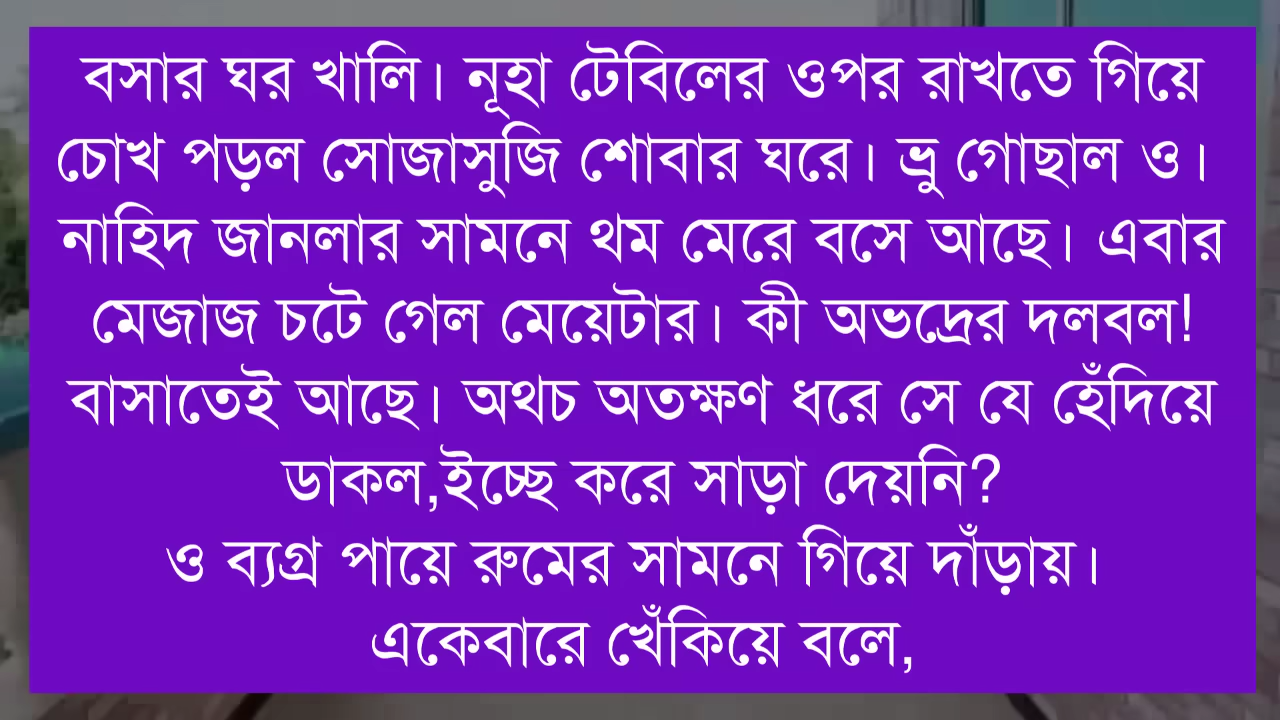 বসার ঘর খালি। নূহা টেবিলের ওপর রাখতে গিয়ে
চোখ পড়ল সোজাসুজি শোবার ঘরে। ভ্রু গোছাল ও।
নাহিদ জানলার সামনে থম মেরে বসে আছে। এবার
মেজাজ চটে গেল মেয়েটার। কী অভদ্রের দলবল!
বাসাতেই আছে। অথচ অতক্ষণ ধরে সে যে হেঁদিয়ে
ডাকল,ইচ্ছে করে সাড়া দেয়নি?
ও ব্যগ্র পায়ে রুমের সামনে গিয়ে দাঁড়ায়।
একেবারে খেঁকিয়ে বলে,